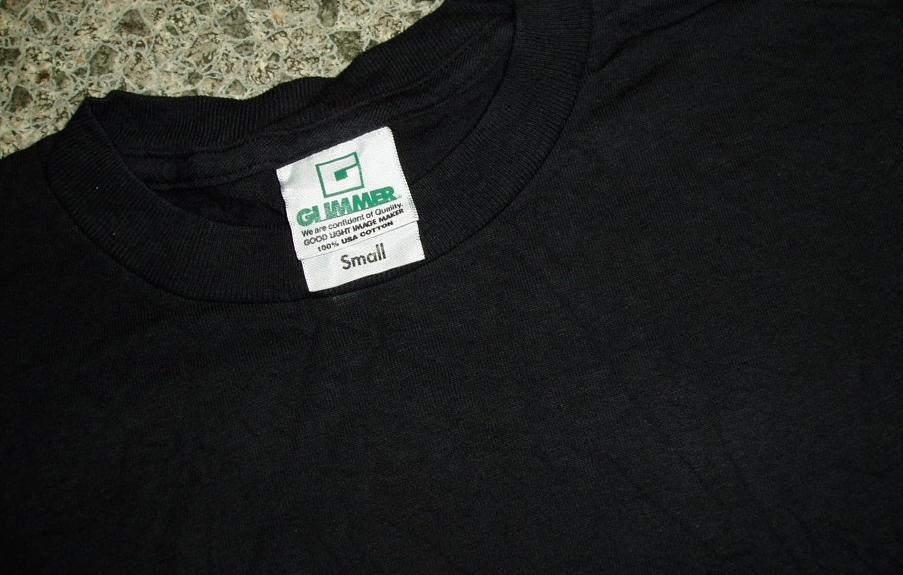 GLIMMER
We are confident of Quality.
GOOD LIGHT IMAGE MAKER
100% USA COTTON
Small